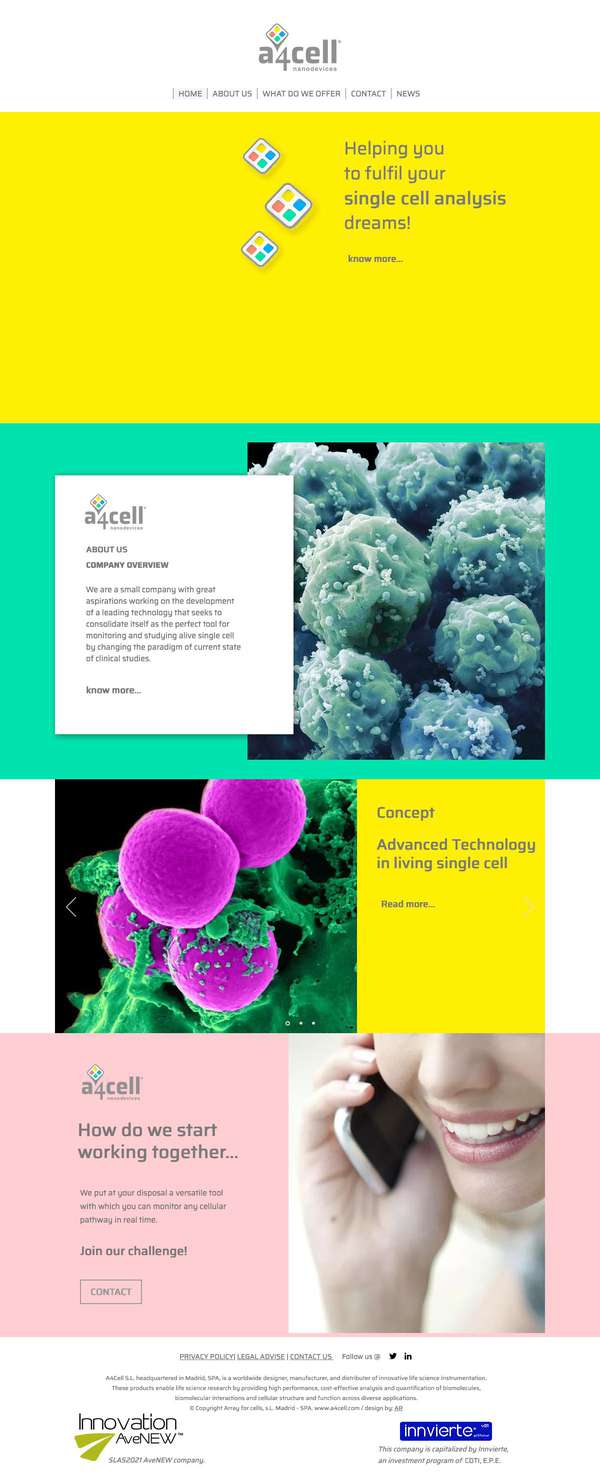 a4cell
nanodevices
HOME
ABOUT US
WHAT DO WE OFFER
CONTACT
NEWS
Helping you
to fulfil your
single cell analysis
dreams!
know more...
a4cell
nanodevices
ABOUT US
COMPANY OVERVIEW
We are a small company with great
aspirations working on the development
of a leading technology that seeks to
consolidate itself as the perfect tool for
monitoring and studying alive single cell
by changing the paradigm of current state
of clinical studies.
know more...
Concept
Advanced Technology
in living single cell
Read more...
a4cell
nanodevices
How do we start
working together...
We put at your disposal a versatile tool
with which you can monitor any cellular
pathway in real time.
Join our challenge!
CONTACT
PRIVACY POLICY| LEGAL ADVISE | CONTACT US Follow us @
A4Cell S.L, headquartered in Madrid, SPA, is a worldwide designer, manufacturer, and distributer of innovative life science instrumentation.
These products enable life science research by providing high performance, cost-effective analysis and quantification of biomolecules,
biomolecular interactions and cellular structure and function across diverse applications.
© Copyright Array for cells, s.L. Madrid - SPA. www.a4cell.com / design by: AR
Innovation
AveNEW™
SLAS2021 AveNEW company.
innvierte
This company is capitalized by Innvierte,
an investment program of CDTI, E.P.E.